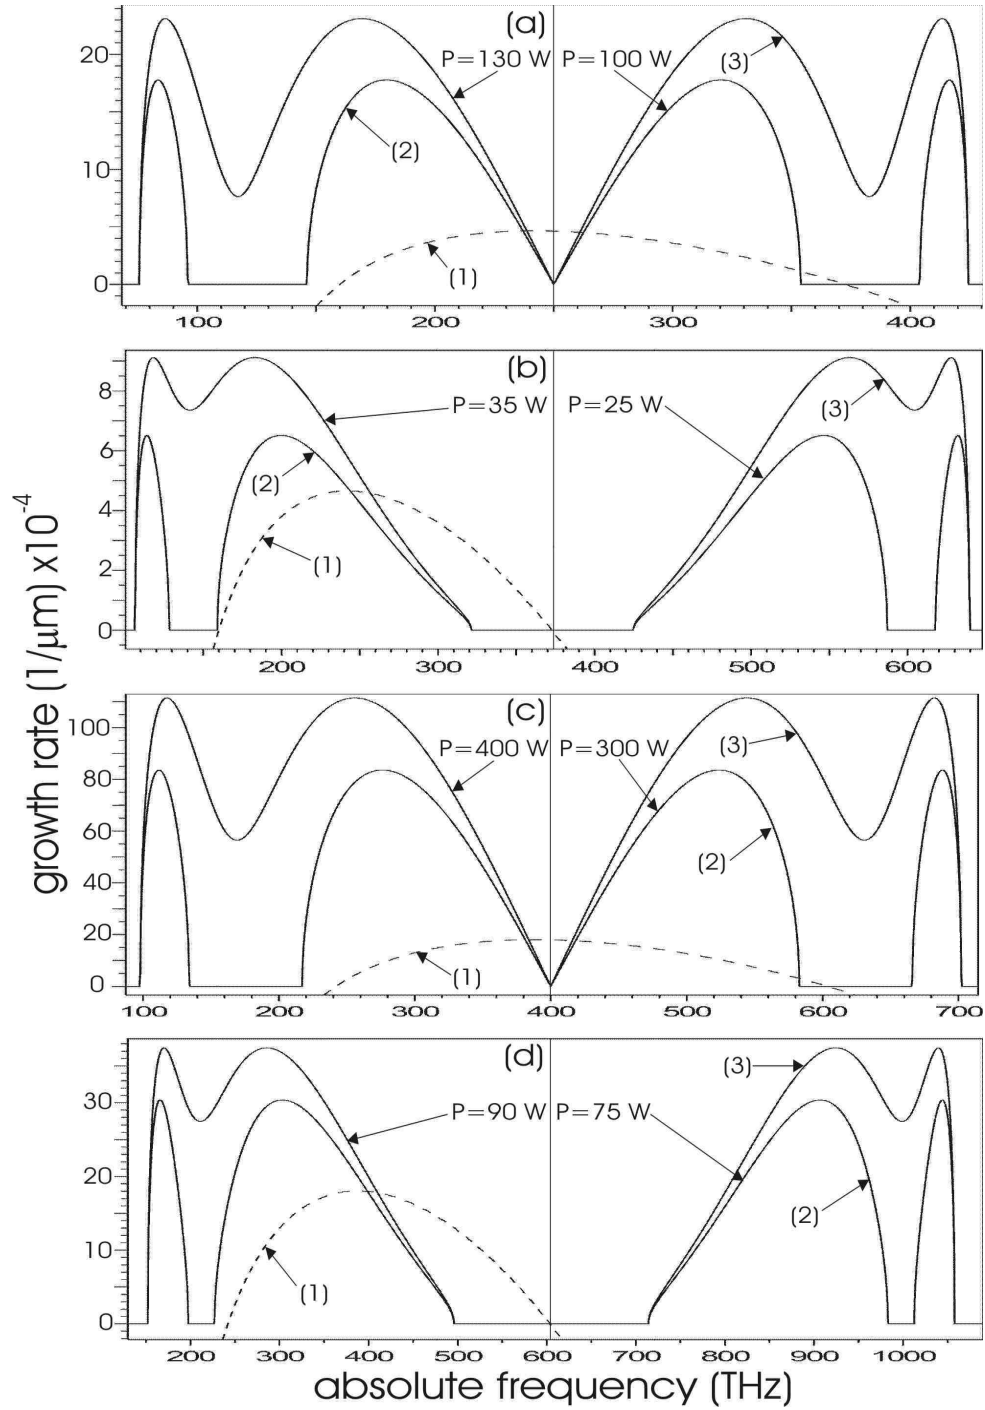 (a)
P=130 W P=100 W
(3)
(2)
(1)
20
10
0
100 200 300 400
(b)
P=35 W P=25 W
(3)
(2)
(1)
8
6
4
2
0
200 300 400 500 600
(c)
P=400 W P=300 W
(3)
(2)
(1)
100
80
60
40
20
0
100 200 300 400 500 600 700
(d)
P=90 W P=75 W
(3)
(2)
(1)
30
20
10
0
200 300 400 500 600 700 800 900 1000
growth rate (1/μm) x10⁻⁴
absolute frequency (THz)